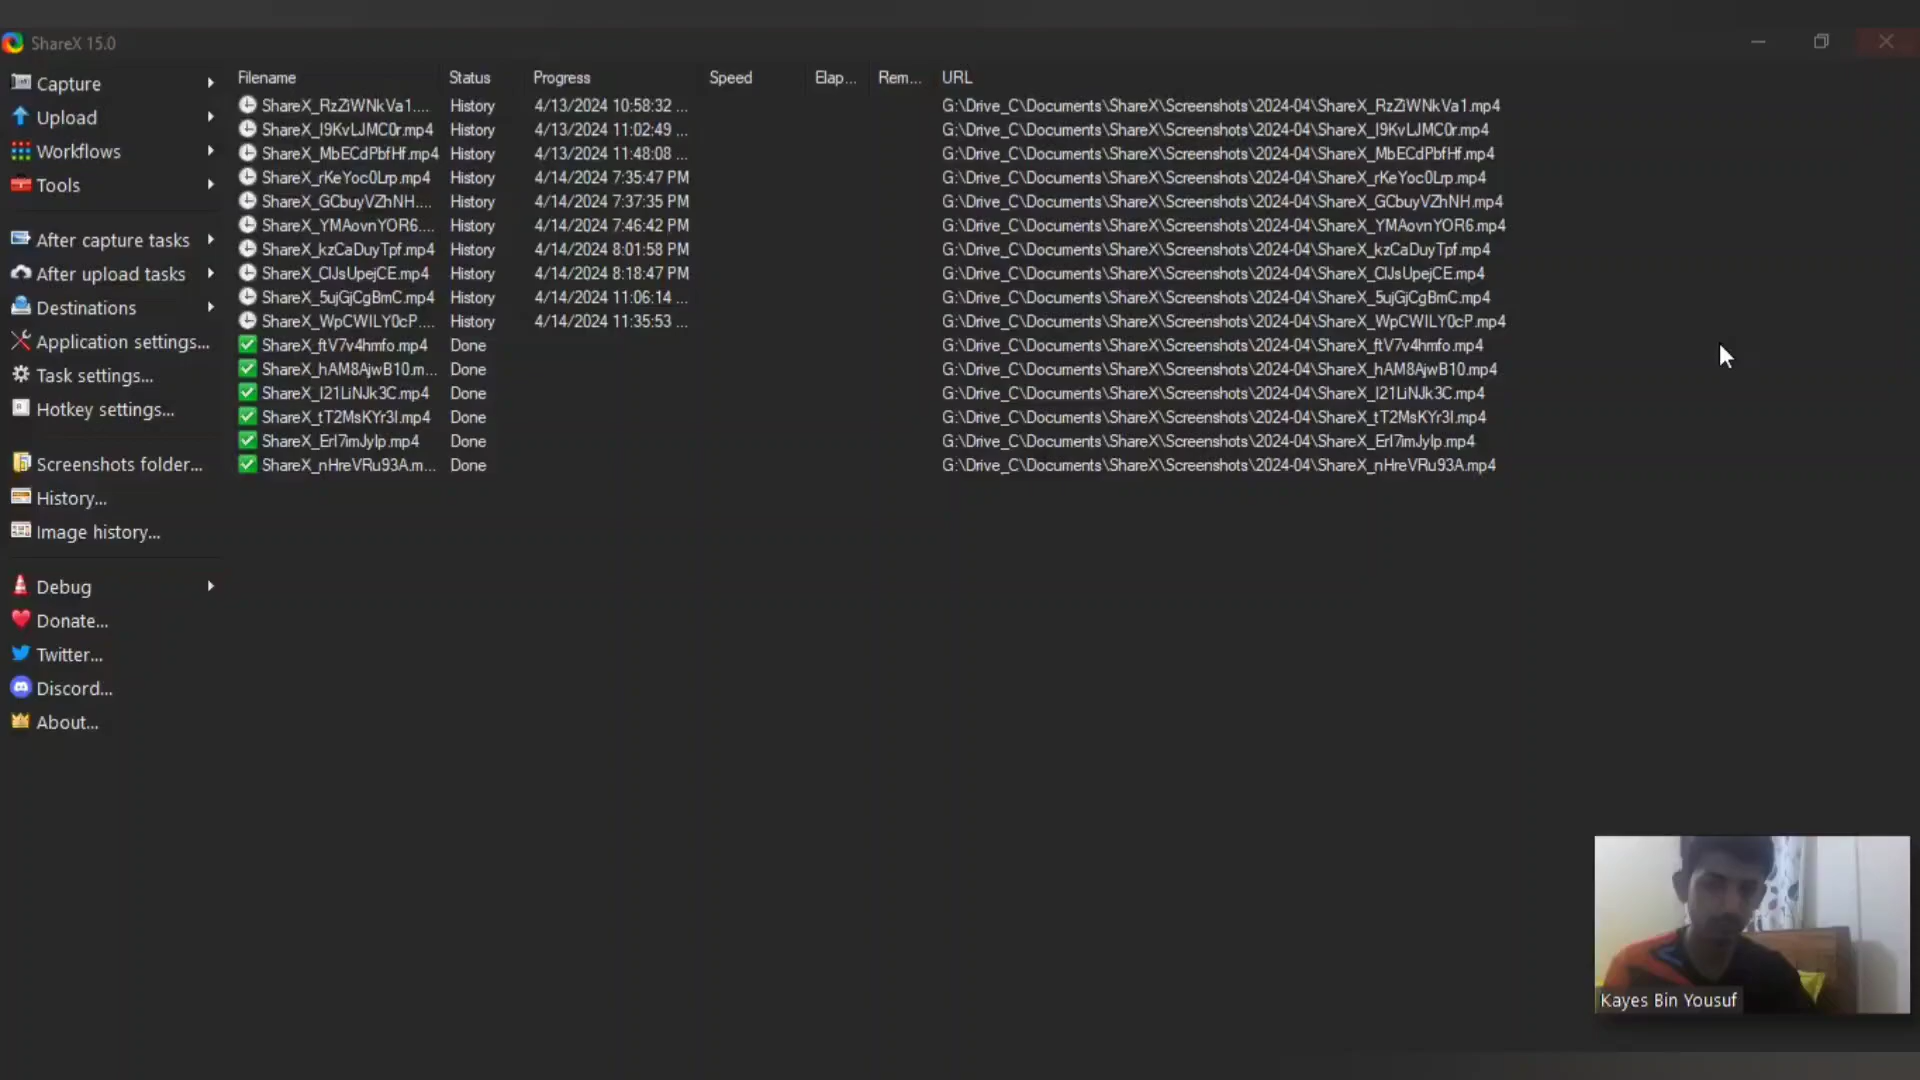 ShareX 15.0
Capture
Upload
Workflows
Tools
After capture tasks
After upload tasks
Destinations
Application settings...
Task settings...
Hotkey settings...
Screenshots folder...
History...
Image history...
Debug
Donate...
Twitter...
Discord...
About...
Filename Status Progress Speed Elap... Rem... URL
ShareX_RzZiWNkVa1.... History 4/13/2024 10:58:32 ... G:\Drive_C\Documents\ShareX\Screenshots\2024-04\ShareX_RzZiWNkVa1.mp4
ShareX_I9KvLJMC0r.mp4 History 4/13/2024 11:02:49 ... G:\Drive_C\Documents\ShareX\Screenshots\2024-04\ShareX_I9KvLJMC0r.mp4
ShareX_MbECdPbfHf.mp4 History 4/13/2024 11:48:08 ... G:\Drive_C\Documents\ShareX\Screenshots\2024-04\ShareX_MbECdPbfHf.mp4
ShareX_rKeYoc0Lrp.mp4 History 4/14/2024 7:35:47 PM G:\Drive_C\Documents\ShareX\Screenshots\2024-04\ShareX_rKeYoc0Lrp.mp4
ShareX_GCbuyVZhNH.... History 4/14/2024 7:37:35 PM G:\Drive_C\Documents\ShareX\Screenshots\2024-04\ShareX_GCbuyVZhNH.mp4
ShareX_YMAovnYOR6.... History 4/14/2024 7:46:42 PM G:\Drive_C\Documents\ShareX\Screenshots\2024-04\ShareX_YMAovnYOR6.mp4
ShareX_kzCaDuyTpf.mp4 History 4/14/2024 8:01:58 PM G:\Drive_C\Documents\ShareX\Screenshots\2024-04\ShareX_kzCaDuyTpf.mp4
ShareX_ClJsUpejCE.mp4 History 4/14/2024 8:18:47 PM G:\Drive_C\Documents\ShareX\Screenshots\2024-04\ShareX_ClJsUpejCE.mp4
ShareX_5ujGjCgBmC.mp4 History 4/14/2024 11:06:14 ... G:\Drive_C\Documents\ShareX\Screenshots\2024-04\ShareX_5ujGjCgBmC.mp4
ShareX_WpCWILY0cP.... History 4/14/2024 11:35:53 ... G:\Drive_C\Documents\ShareX\Screenshots\2024-04\ShareX_WpCWILY0cP.mp4
ShareX_ftV7v4hmfo.mp4 Done G:\Drive_C\Documents\ShareX\Screenshots\2024-04\ShareX_ftV7v4hmfo.mp4
ShareX_hAM8AjwB10.m... Done G:\Drive_C\Documents\ShareX\Screenshots\2024-04\ShareX_hAM8AjwB10.mp4
ShareX_I21LiNJk3C.mp4 Done G:\Drive_C\Documents\ShareX\Screenshots\2024-04\ShareX_I21LiNJk3C.mp4
ShareX_tT2MsKYr3I.mp4 Done G:\Drive_C\Documents\ShareX\Screenshots\2024-04\ShareX_tT2MsKYr3I.mp4
ShareX_Erl7imJylp.mp4 Done G:\Drive_C\Documents\ShareX\Screenshots\2024-04\ShareX_Erl7imJylp.mp4
ShareX_nHreVRu93A.m... Done G:\Drive_C\Documents\ShareX\Screenshots\2024-04\ShareX_nHreVRu93A.mp4
Kayes Bin Yousuf